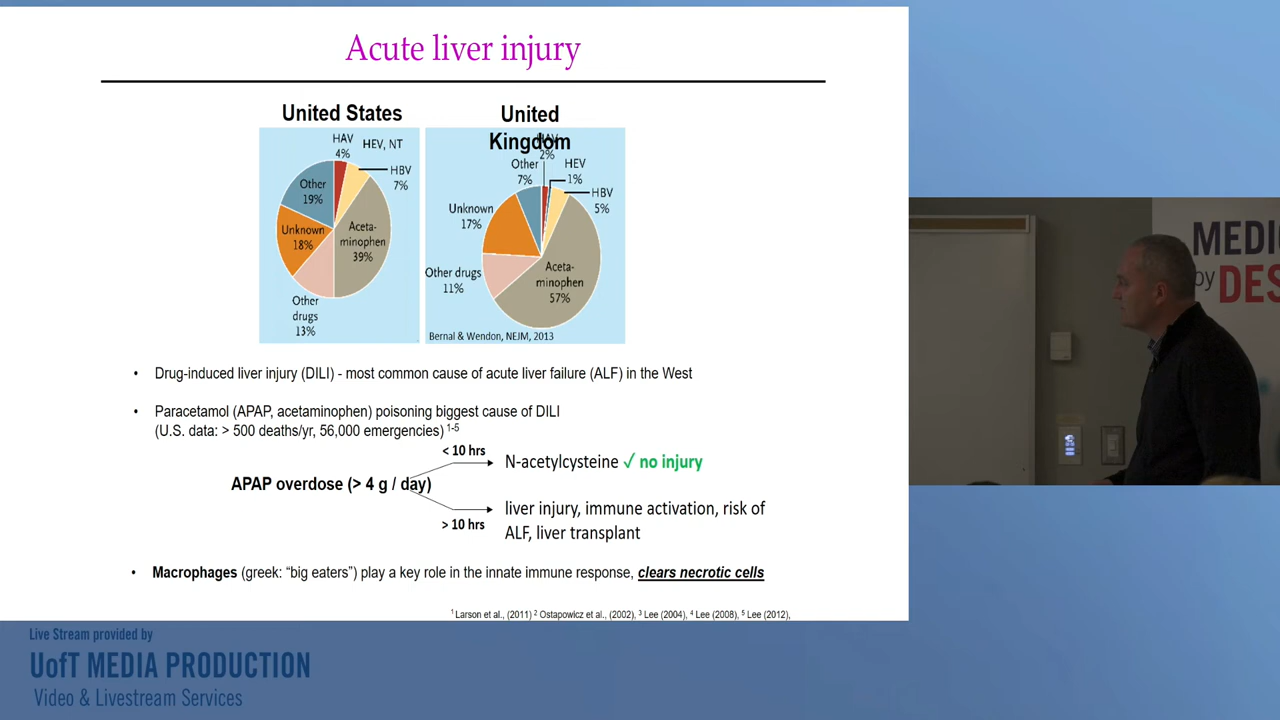 Acute liver injury
United States
United
Kingdom
HAV
4%
HEV, NT
HBV
7%
Other
19%
Unknown
18%
Aceta-
minophen
39%
Other
drugs
13%
2%
Other
7%
HEV
1%
HBV
5%
Unknown
17%
Other drugs
11%
Aceta-
minophen
57%
Bernal & Wendon, NEJM, 2013
• Drug-induced liver injury (DILI) - most common cause of acute liver failure (ALF) in the West
• Paracetamol (APAP, acetaminophen) poisoning biggest cause of DILI
(U.S. data: > 500 deaths/yr, 56,000 emergencies) 1-5
< 10 hrs
N-acetylcysteine √ no injury
APAP overdose (> 4 g / day)
> 10 hrs
liver injury, immune activation, risk of
ALF, liver transplant
• Macrophages (greek: “big eaters”) play a key role in the innate immune response, clears necrotic cells
1 Larson et al., (2011) 2 Ostapowicz et al., (2002), 3 Lee (2004), 4 Lee (2008), 5 Lee (2012),
MEDI
by DES
Live Stream provided by
UofT MEDIA PRODUCTION
Video & Livestream Services